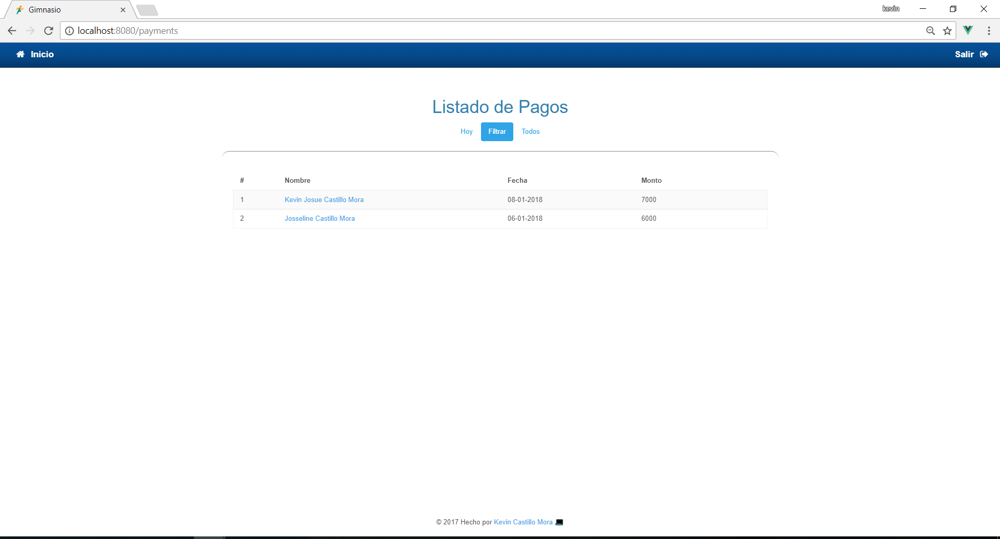 Gimnasio
kevin
localhost:8080/payments
Inicio
Salir
Listado de Pagos
Hoy Filtrar Todos
# Nombre Fecha Monto
1 Kevin Josue Castillo Mora 08-01-2018 7000
2 Josseline Castillo Mora 06-01-2018 6000
© 2017 Hecho por Kevin Castillo Mora